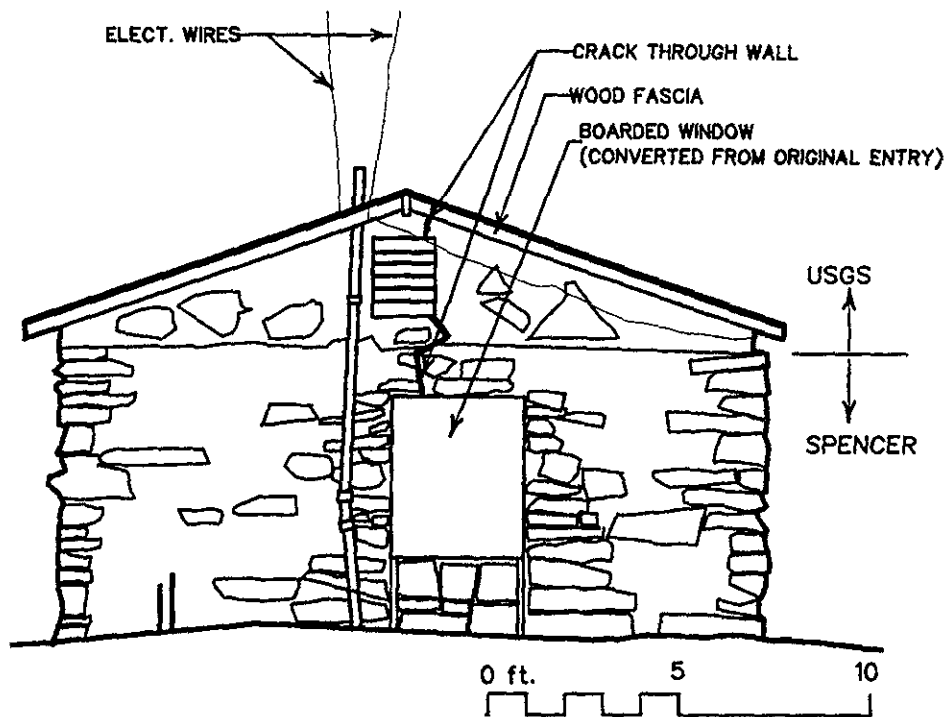 ELECT. WIRES
CRACK THROUGH WALL
WOOD FASCIA
BOARDED WINDOW
(CONVERTED FROM ORIGINAL ENTRY)
USGS
SPENCER
0 ft. 5 10